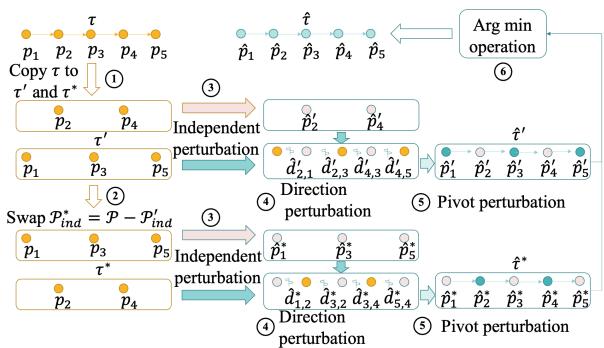 τ
p₁ p₂ p₃ p₄ p₅
τ̂
p̂₁ p̂₂ p̂₃ p̂₄ p̂₅
Arg min
operation
⑥
Copy τ to
τ′ and τ*
①
p₂ p₄
③
Independent
perturbation
p̂′₂ p̂′₄
τ′
p₁ p₃ p₅
d̂′₂,₁ d̂′₂,₃ d̂′₄,₃ d̂′₄,₅
④ Direction
perturbation
τ̂′
p̂′₁ p̂′₂ p̂′₃ p̂′₄ p̂′₅
⑤ Pivot perturbation
②
Swap 𝒫*ind = 𝒫 − 𝒫′ind
p₁ p₃ p₅
③
Independent
perturbation
p̂*₁ p̂*₃ p̂*₅
τ*
p₂ p₄
d̂*₁,₂ d̂*₃,₂ d̂*₃,₄ d̂*₅,₄
④ Direction
perturbation
τ̂*
p̂*₁ p̂*₂ p̂*₃ p̂*₄ p̂*₅
⑤ Pivot perturbation